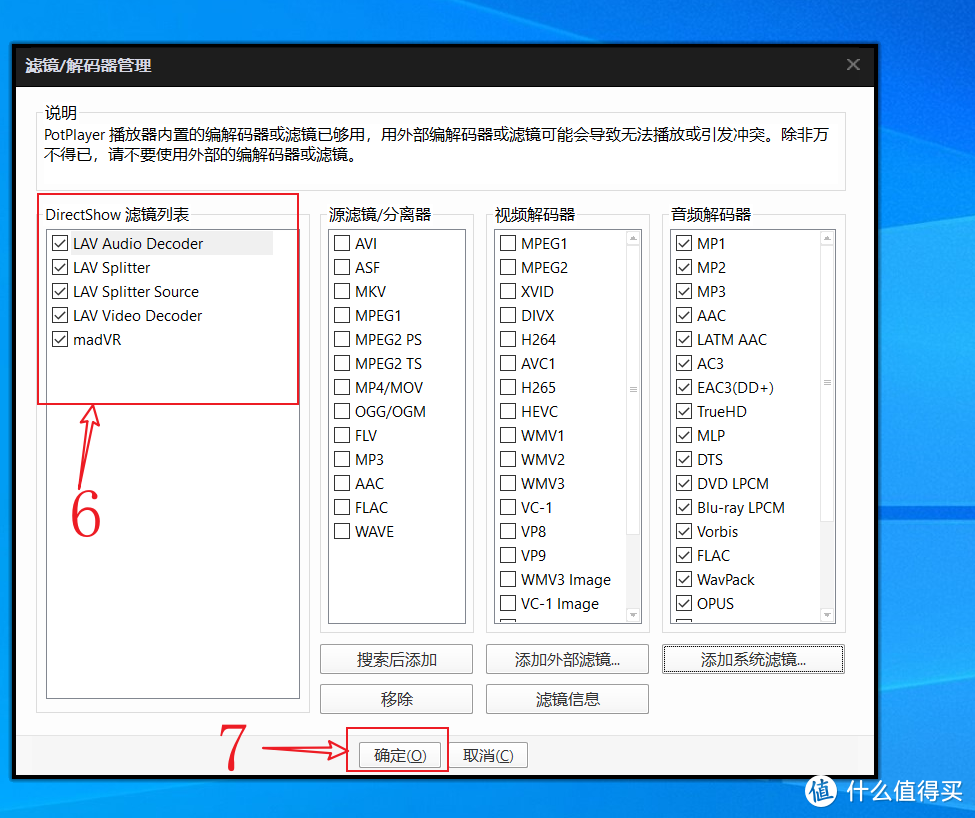 滤镜/解码器管理
说明
PotPlayer 播放器内置的编解码器或滤镜已够用，用外部编解码器或滤镜可能会导致无法播放或引发冲突。除非万
不得已，请不要使用外部的编解码器或滤镜。
DirectShow 滤镜列表
LAV Audio Decoder
LAV Splitter
LAV Splitter Source
LAV Video Decoder
madVR
6
源滤镜/分离器
AVI
ASF
MKV
MPEG1
MPEG2 PS
MPEG2 TS
MP4/MOV
OGG/OGM
FLV
MP3
AAC
FLAC
WAVE
视频解码器
MPEG1
MPEG2
XVID
DIVX
H264
AVC1
H265
HEVC
WMV1
WMV2
WMV3
VC-1
VP8
VP9
WMV3 Image
VC-1 Image
音频解码器
MP1
MP2
MP3
AAC
LATM AAC
AC3
EAC3(DD+)
TrueHD
MLP
DTS
DVD LPCM
Blu-ray LPCM
Vorbis
FLAC
WavPack
OPUS
搜索后添加
添加外部滤镜...
添加系统滤镜...
移除
滤镜信息
7
确定(O)
取消(C)
值 什么值得买